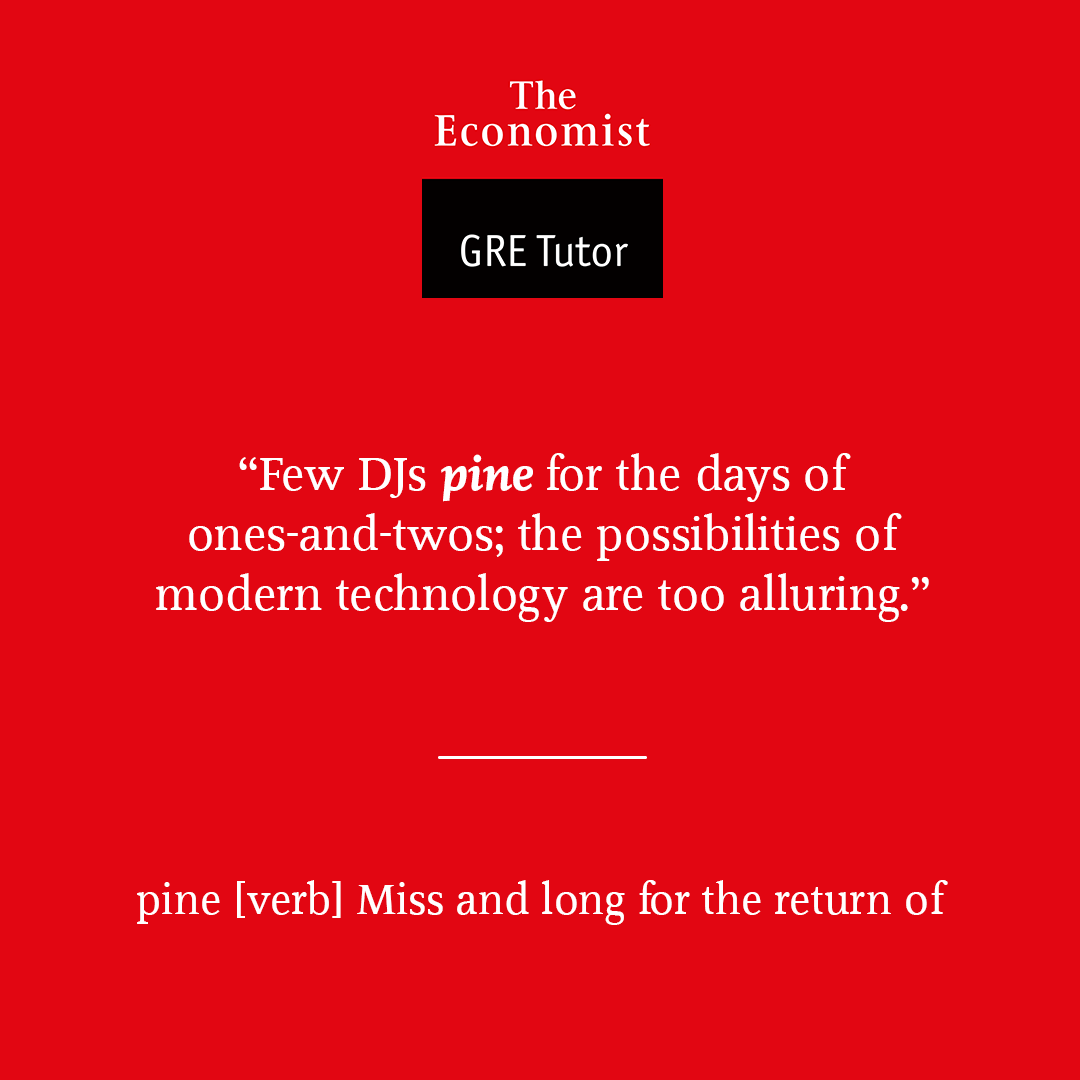 The
Economist
GRE Tutor
“Few DJs pine for the days of
ones-and-twos; the possibilities of
modern technology are too alluring.”
pine [verb] Miss and long for the return of